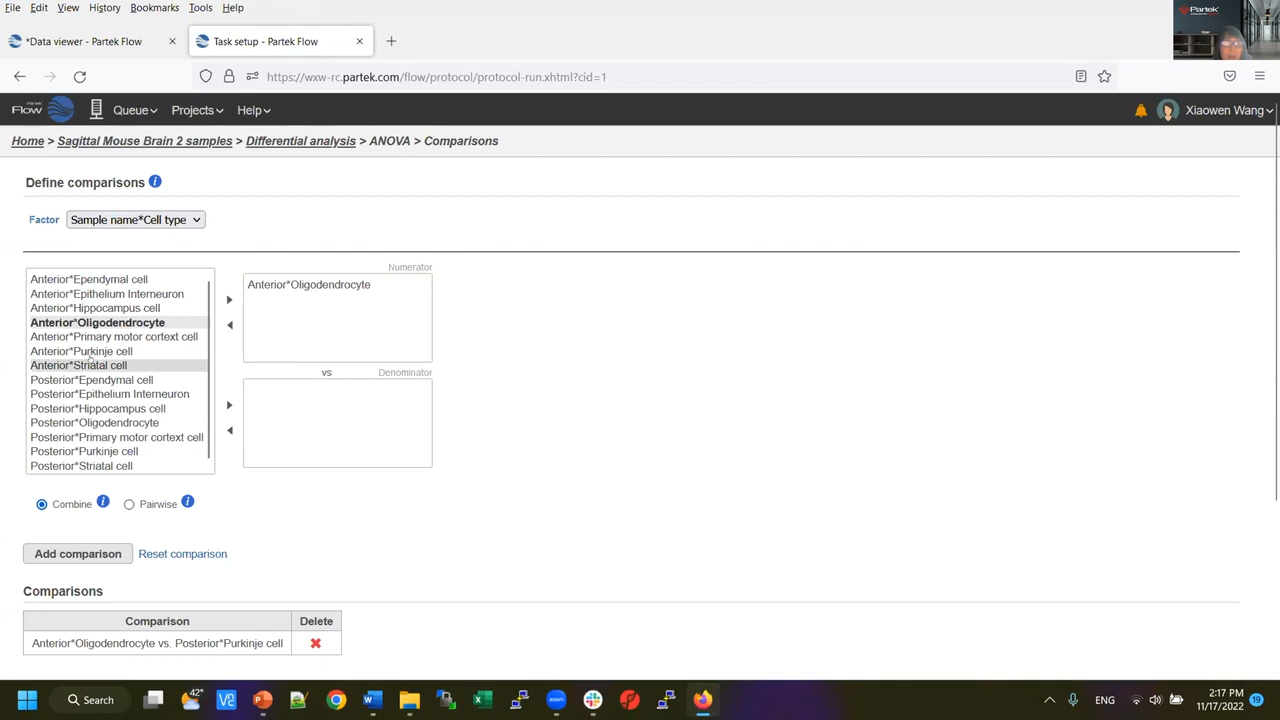 File Edit View History Bookmarks Tools Help
Partek
*Data viewer - Partek Flow
Task setup - Partek Flow
https://wxw-rc.partek.com/flow/protocol/protocol-run.xhtml?cid=1
Partek
Flow
Queue
Projects
Help
Xiaowen Wang
Home > Sagittal Mouse Brain 2 samples > Differential analysis > ANOVA > Comparisons
Define comparisons
Factor Sample name*Cell type
Numerator
Anterior*Ependymal cell
Anterior*Epithelium Interneuron
Anterior*Hippocampus cell
Anterior*Oligodendrocyte
Anterior*Primary motor cortext cell
Anterior*Purkinje cell
Anterior*Striatal cell
Posterior*Ependymal cell
Posterior*Epithelium Interneuron
Posterior*Hippocampus cell
Posterior*Oligodendrocyte
Posterior*Primary motor cortext cell
Posterior*Purkinje cell
Posterior*Striatal cell
Anterior*Oligodendrocyte
vs Denominator
Combine
Pairwise
Add comparison Reset comparison
Comparisons
Comparison Delete
Anterior*Oligodendrocyte vs. Posterior*Purkinje cell
Search
42°
ENG
2:17 PM
11/17/2022
19